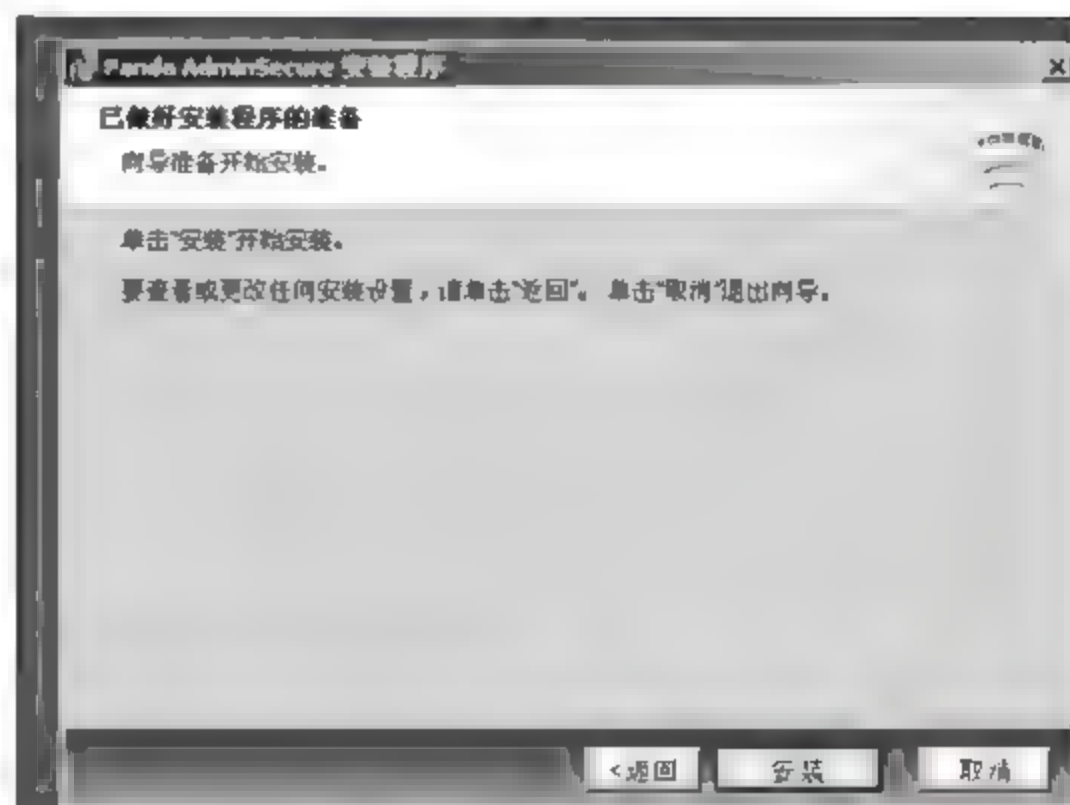 Panda AdminSecure 安装程序
已做好安装程序的准备
向导准备开始安装。
单击"安装"开始安装。
要查看或更改任何安装设置，请单击"返回"。 单击"取消"退出向导。
<返回
安装
取消